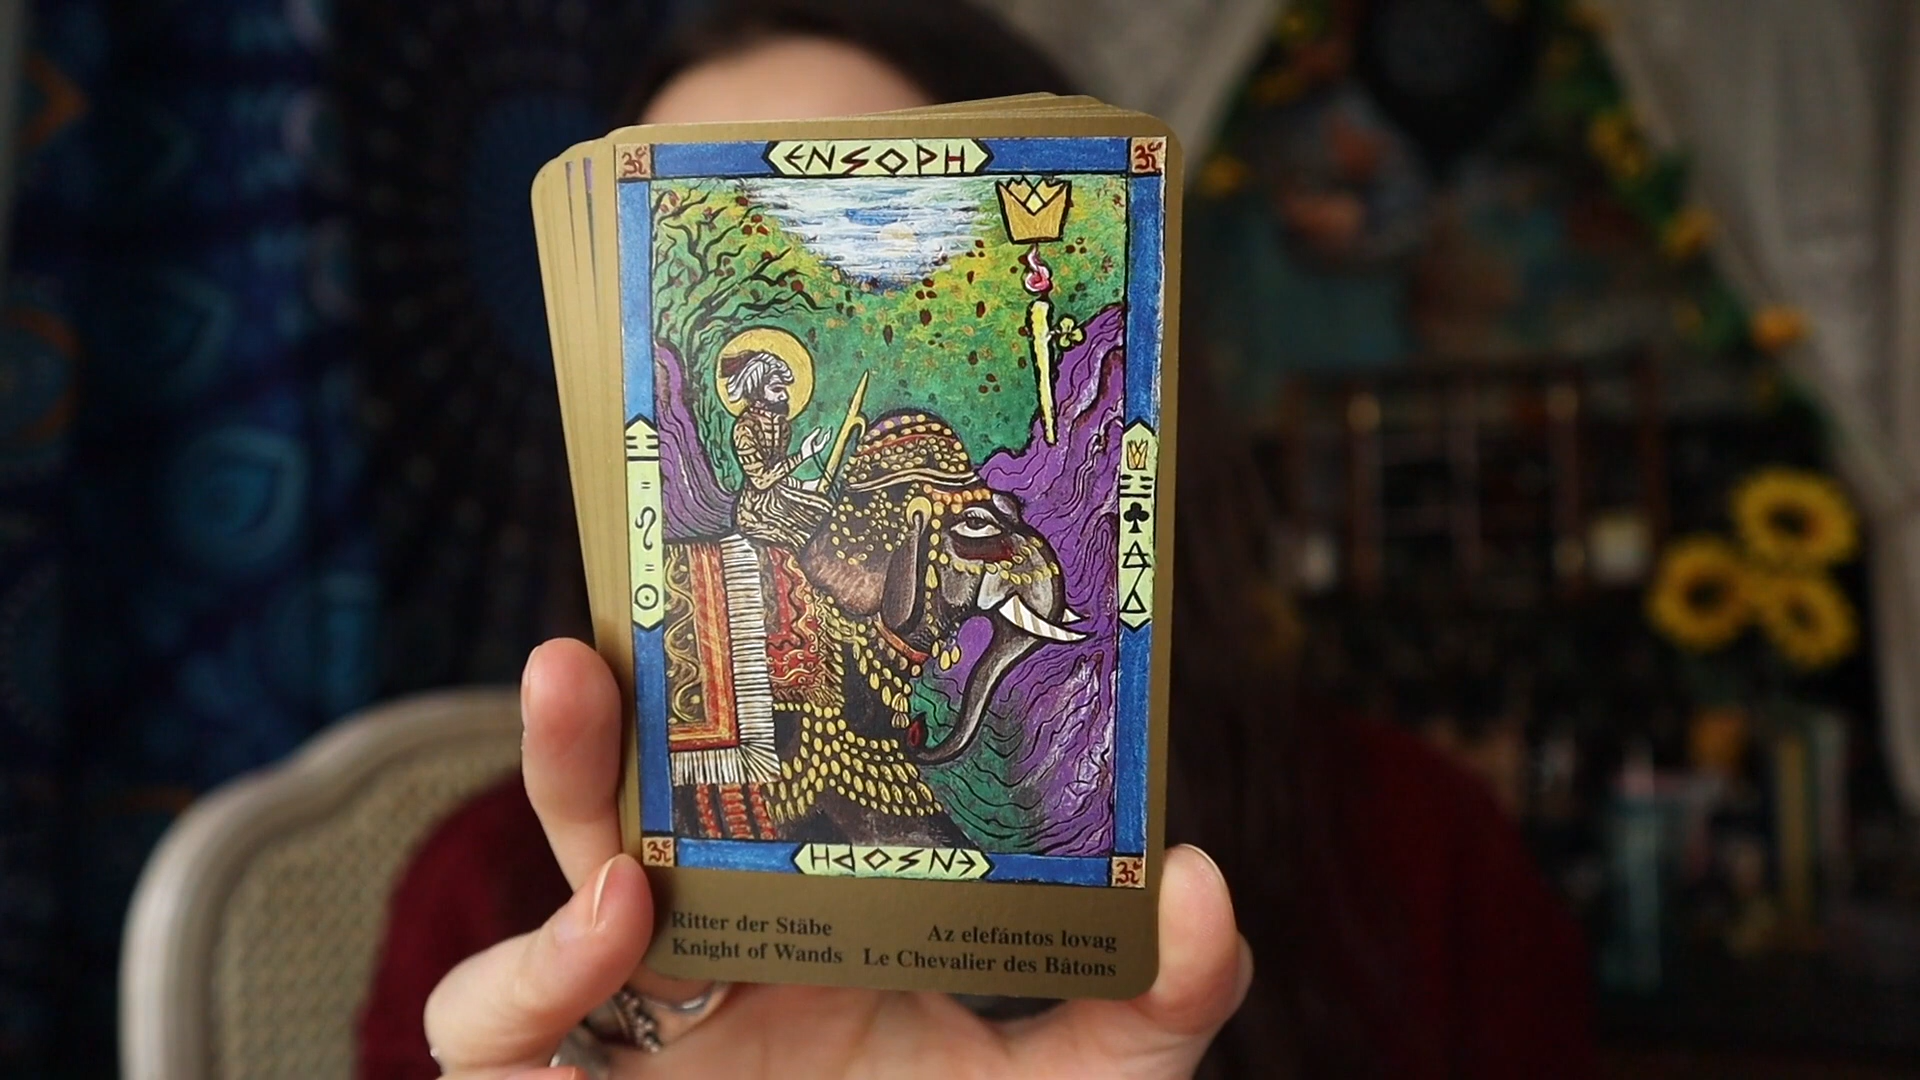 ENSOPH
ENSOPH
Ritter der Stäbe
Az elefántos lovag
Knight of Wands
Le Chevalier des Bâtons